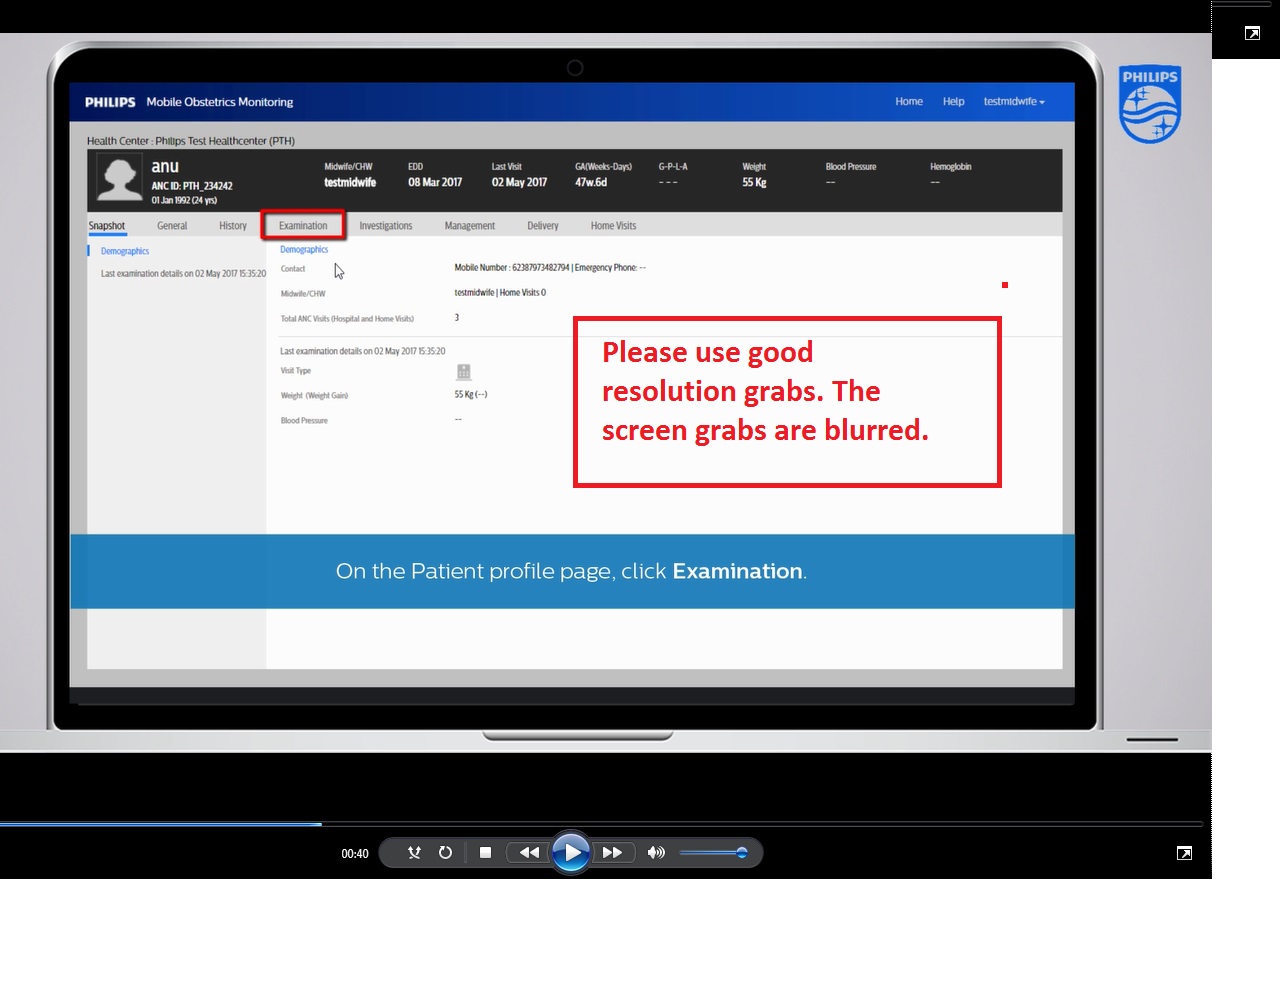 PHILIPS Mobile Obstetrics Monitoring Home Help testmidwife
PHILIPS
Health Center : Philips Test Healthcenter (PTH)
anu
ANC ID: PTH_234242
01 Jan 1992 (24 yrs)
Midwife/CHW EDD Last Visit GA(Weeks-Days) G-P-L-A Weight Blood Pressure Hemoglobin
testmidwife 08 Mar 2017 02 May 2017 47w.6d - - - 55 Kg -- --
Snapshot General History Examination Investigations Management Delivery Home Visits
Demographics
Last examination details on 02 May 2017 15:35:20
Demographics
Contact Mobile Number : 62387973482794 | Emergency Phone: --
Midwife/CHW testmidwife | Home Visits 0
Total ANC Visits (Hospital and Home Visits) 3
Last examination details on 02 May 2017 15:35:20
Visit Type
Weight (Weight Gain) 55 Kg (--)
Blood Pressure --
Please use good
resolution grabs. The
screen grabs are blurred.
On the Patient profile page, click Examination.
00:40